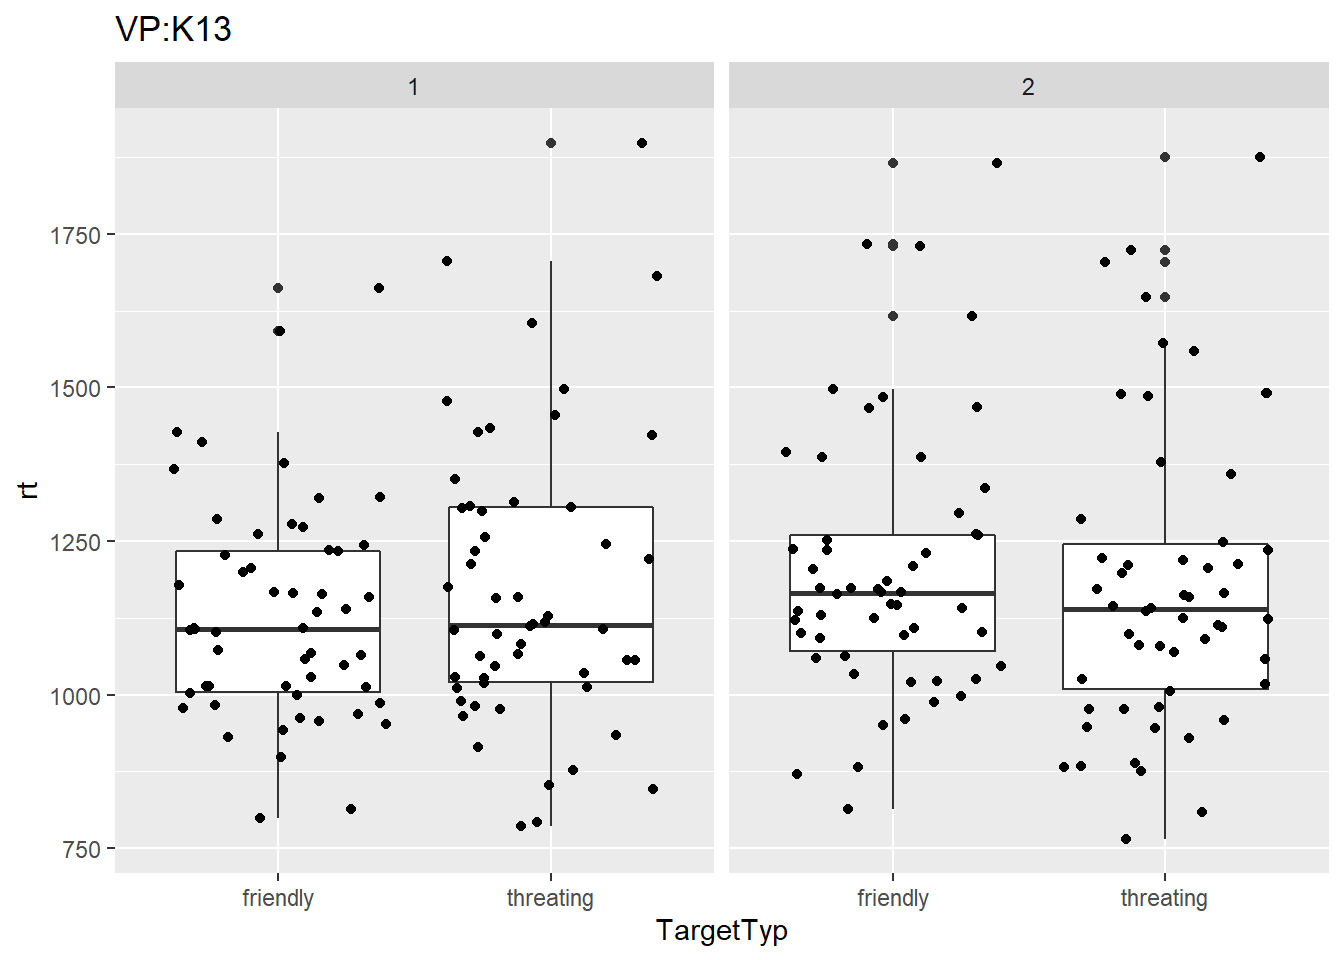 VP:K13
1
2
rt
1750
1500
1250
1000
750
friendly
threating
friendly
threating
TargetTyp